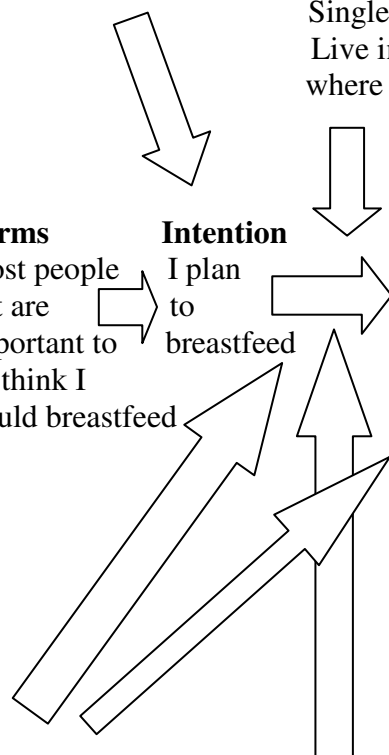 Single
Live i
where
rms
ost people
t are
portant to
think I
uld breastfeed
Intention
I plan
to
breastfeed